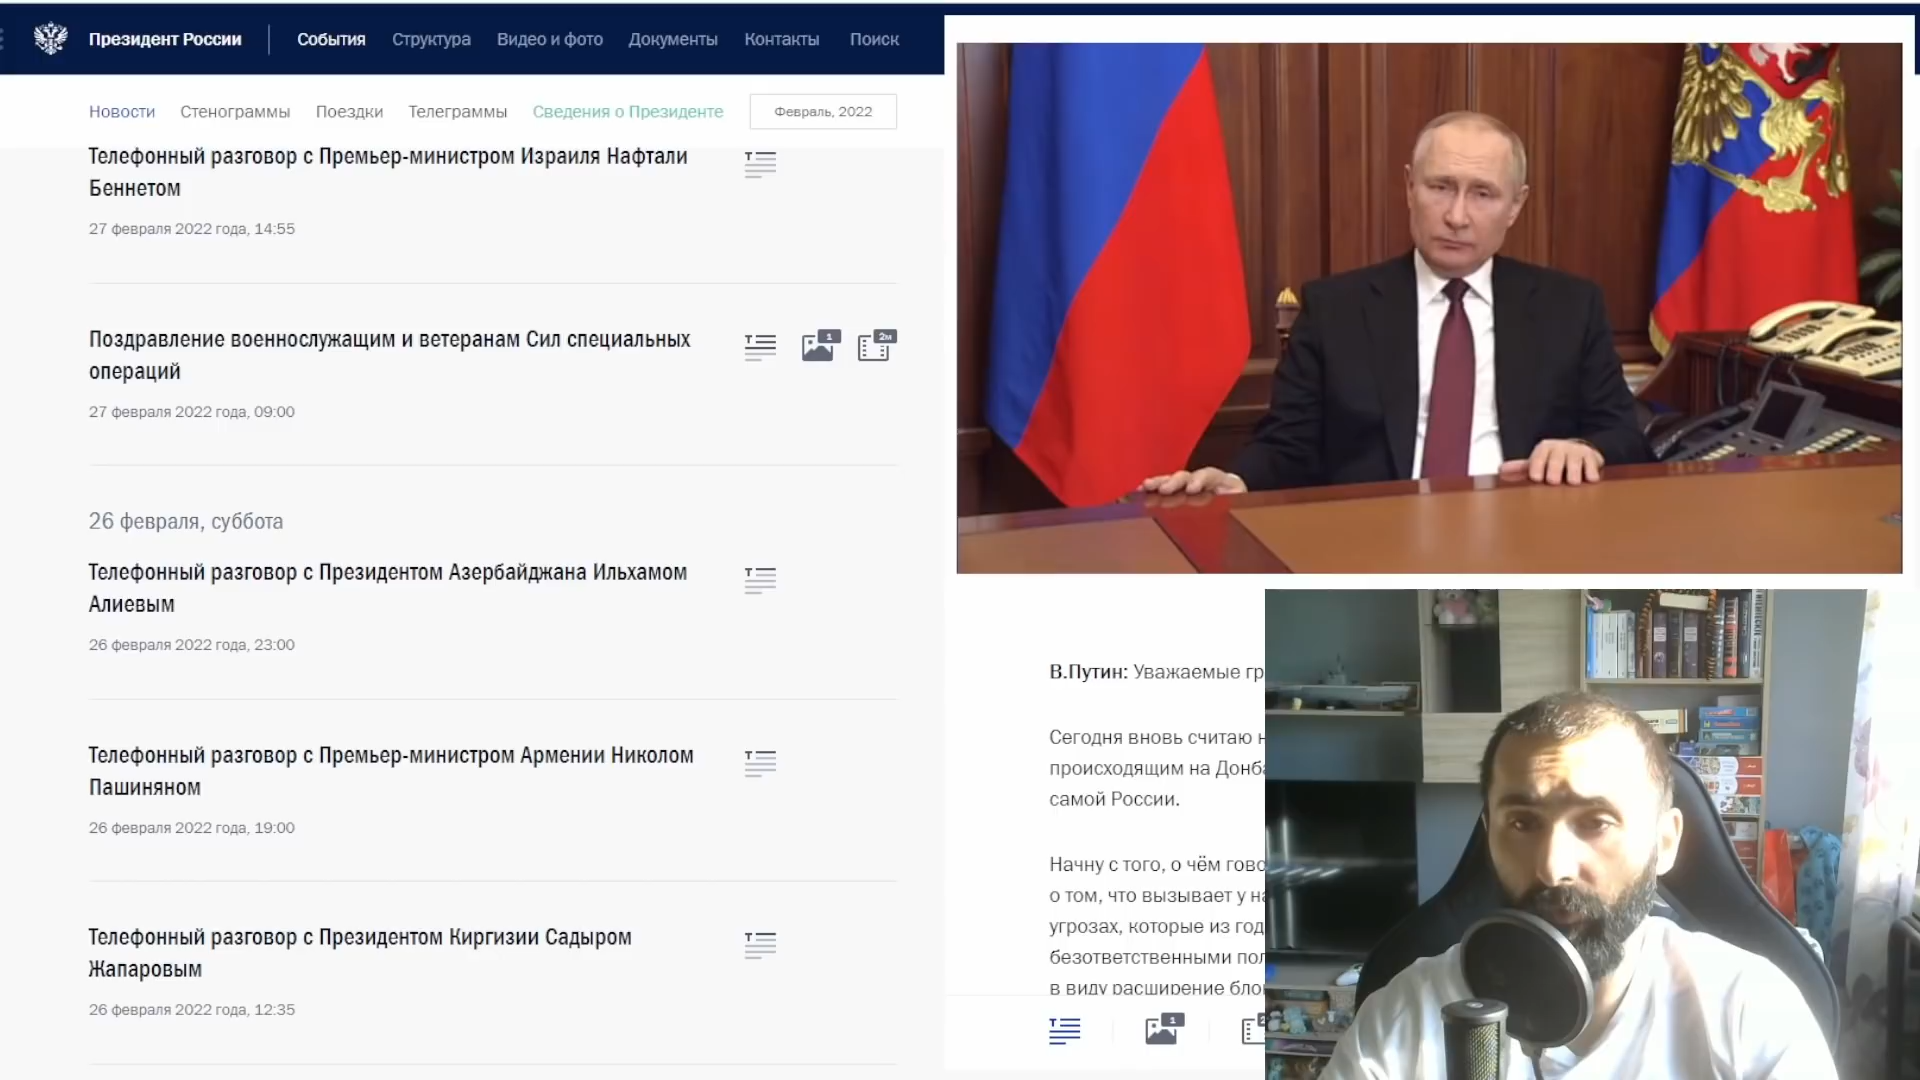 Президент России
События
Структура
Видео и фото
Документы
Контакты
Поиск
Новости
Стенограммы
Поездки
Телеграммы
Сведения о Президенте
Февраль, 2022
Телефонный разговор с Премьер-министром Израиля Нафтали
Беннетом
27 февраля 2022 года, 14:55
Поздравление военнослужащим и ветеранам Сил специальных
операций
1
2м
27 февраля 2022 года, 09:00
26 февраля, суббота
Телефонный разговор с Президентом Азербайджана Ильхамом
Алиевым
26 февраля 2022 года, 23:00
Телефонный разговор с Премьер-министром Армении Николом
Пашиняном
26 февраля 2022 года, 19:00
Телефонный разговор с Президентом Киргизии Садыром
Жапаровым
26 февраля 2022 года, 12:35
В.Путин: Уважаемые гр
Сегодня вновь считаю н
происходящим на Донба
самой России.
Начну с того, о чём гово
о том, что вызывает у на
угрозах, которые из год
безответственными пол
в виду расширение бло
1
2